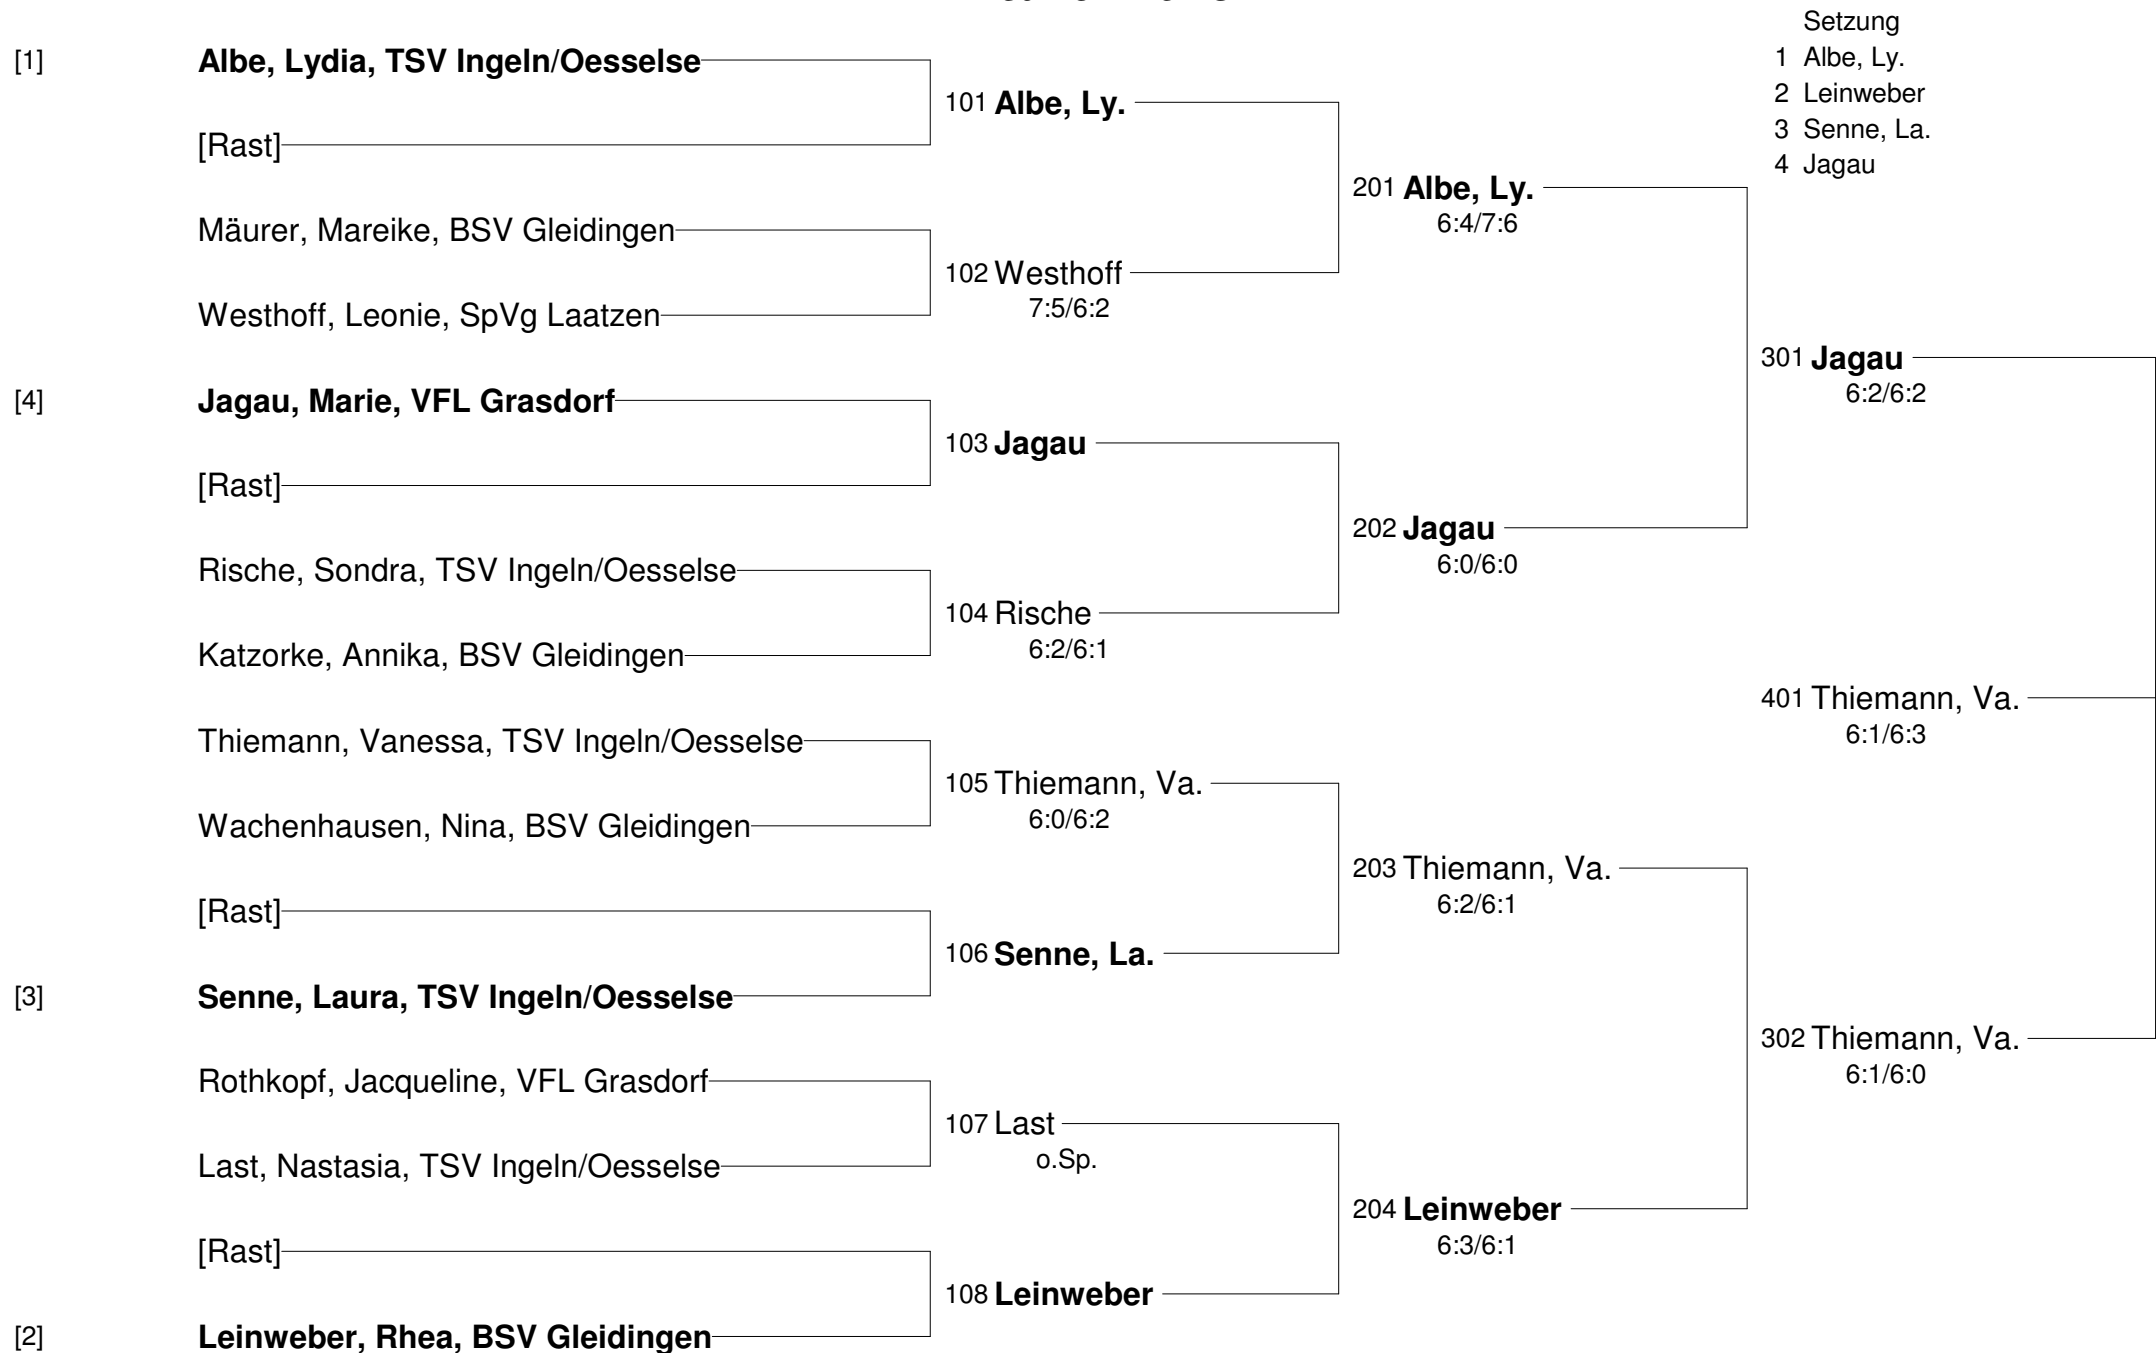 Setzung
1 Albe, Ly.
2 Leinweber
3 Senne, La.
4 Jagau
[1] Albe, Lydia, TSV Ingeln/Oesselse
101 Albe, Ly.
[Rast]
201 Albe, Ly.
6:4/7:6
Mäurer, Mareike, BSV Gleidingen
102 Westhoff
7:5/6:2
Westhoff, Leonie, SpVg Laatzen
301 Jagau
6:2/6:2
[4] Jagau, Marie, VFL Grasdorf
103 Jagau
[Rast]
202 Jagau
6:0/6:0
Rische, Sondra, TSV Ingeln/Oesselse
104 Rische
6:2/6:1
Katzorke, Annika, BSV Gleidingen
401 Thiemann, Va.
6:1/6:3
Thiemann, Vanessa, TSV Ingeln/Oesselse
105 Thiemann, Va.
6:0/6:2
Wachenhausen, Nina, BSV Gleidingen
203 Thiemann, Va.
6:2/6:1
[Rast]
106 Senne, La.
[3] Senne, Laura, TSV Ingeln/Oesselse
302 Thiemann, Va.
6:1/6:0
Rothkopf, Jacqueline, VFL Grasdorf
107 Last
o.Sp.
Last, Nastasia, TSV Ingeln/Oesselse
204 Leinweber
6:3/6:1
[Rast]
108 Leinweber
[2] Leinweber, Rhea, BSV Gleidingen